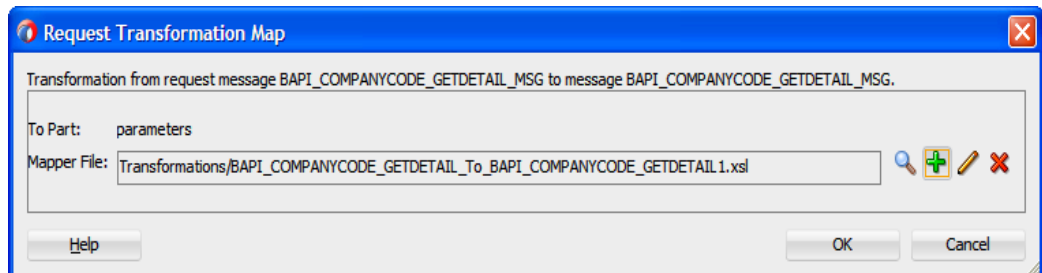 Request Transformation Map
Transformation from request message BAPI_COMPANYCODE_GETDETAIL_MSG to message BAPI_COMPANYCODE_GETDETAIL_MSG.
To Part: parameters
Mapper File: Transformations/BAPI_COMPANYCODE_GETDETAIL_To_BAPI_COMPANYCODE_GETDETAIL1.xsl
Help OK Cancel